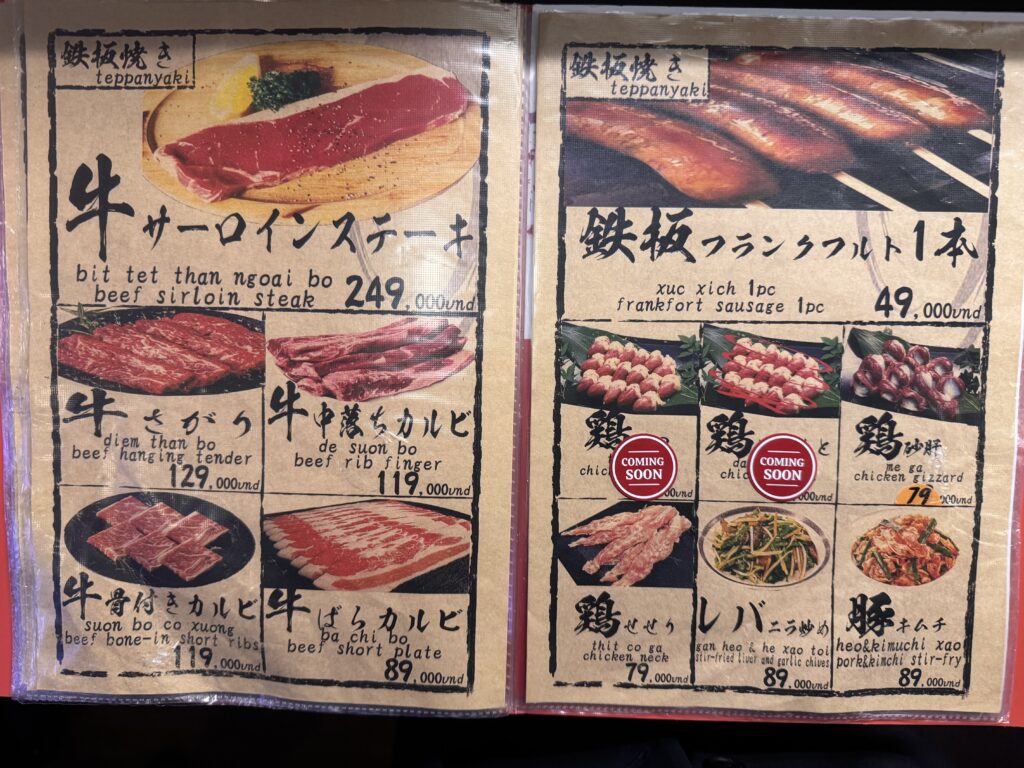 鉄板焼き
teppanyaki
牛サーロインステーキ
bit tet than ngoai bo
beef sirloin steak
249,000vnd
牛さがり
diem than bo
beef hanging tender
129,000vnd
牛中落ちカルビ
de suon bo
beef rib finger
119,000vnd
牛骨付きカルビ
suon bo co xuong
beef bone-in short ribs
119,000vnd
牛ばらカルビ
ba chi bo
beef short plate
89,000vnd
鉄板焼き
teppanyaki
鉄板フランクフルト1本
xuc xich 1pc
frankfort sausage 1pc
49,000vnd
鶏
COMING
SOON
000vnd
鶏
COMING
SOON
000vnd
鶏砂肝
me ga
chicken gizzard
79,000vnd
鶏せせり
thit co ga
chicken neck
79,000vnd
レバニラ炒め
gan heo & he xao toi
stir-fried liver and garlic chives
89,000vnd
豚キムチ
heo&kimuchi xao
pork&kimchi stir-fry
89,000vnd